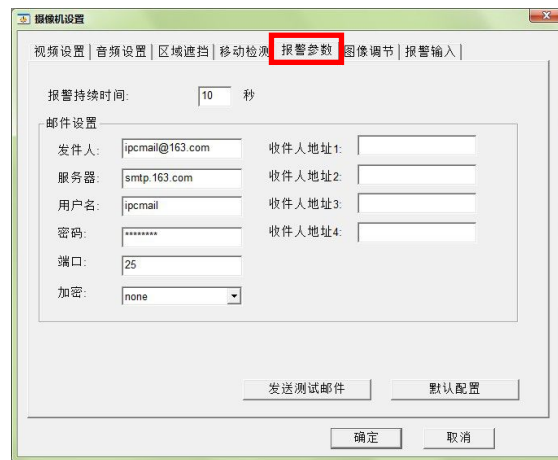 摄像机设置
视频设置 音频设置 区域遮挡 移动检测 报警参数 图像调节 报警输入
报警持续时间: 10 秒
邮件设置
发件人: ipcmail@163.com 收件人地址1:
服务器: smtp.163.com 收件人地址2:
用户名: ipcmail 收件人地址3:
密码: ******** 收件人地址4:
端口: 25
加密: none
发送测试邮件 默认配置
确定 取消